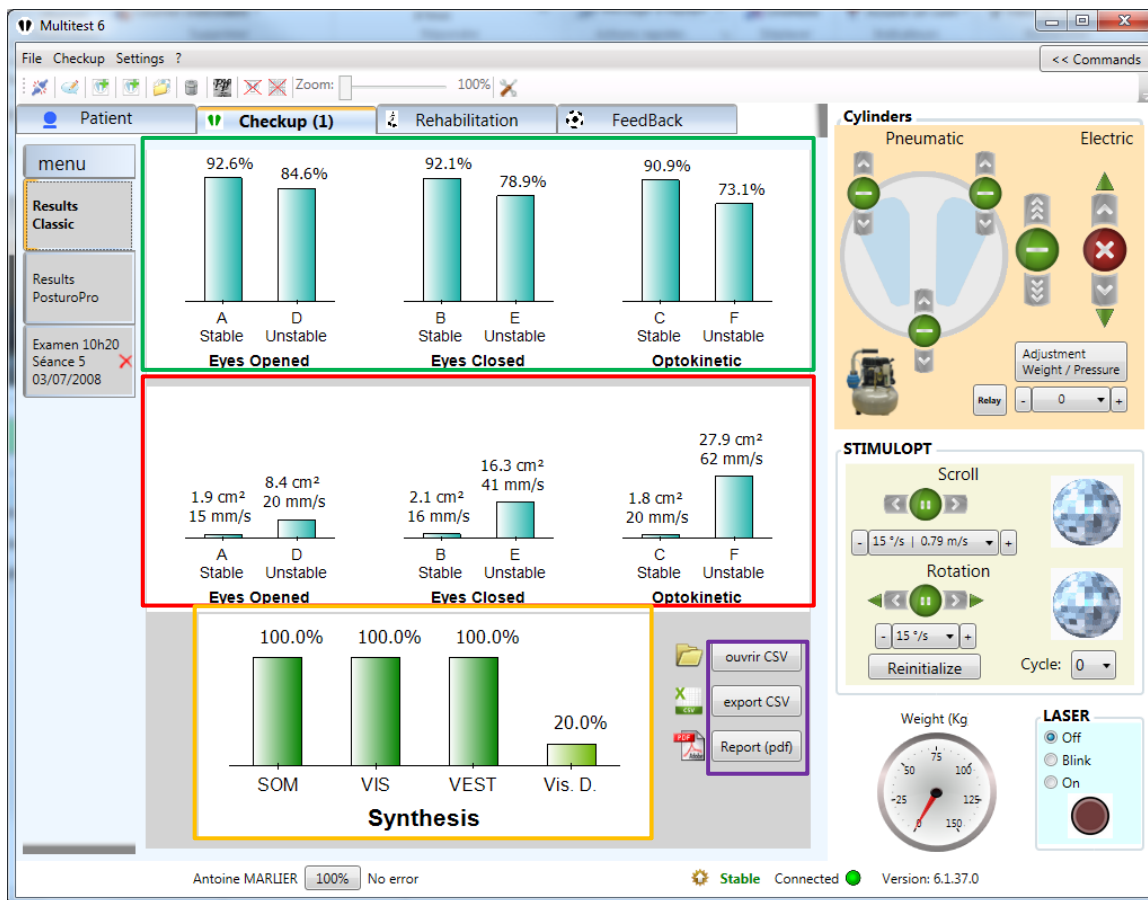 Multitest 6
File Checkup Settings ?
<< Commands
Zoom: 100%
Patient
Checkup (1)
Rehabilitation
FeedBack
menu
Results
Classic
Results
PosturoPro
Examen 10h20
Séance 5
03/07/2008
92.6% 84.6% 92.1% 78.9% 90.9% 73.1%
A D B E C F
Stable Unstable Stable Unstable Stable Unstable
Eyes Opened Eyes Closed Optokinetic
1.9 cm² 8.4 cm² 2.1 cm² 16.3 cm² 1.8 cm² 27.9 cm²
15 mm/s 20 mm/s 16 mm/s 41 mm/s 20 mm/s 62 mm/s
A D B E C F
Stable Unstable Stable Unstable Stable Unstable
Eyes Opened Eyes Closed Optokinetic
100.0% 100.0% 100.0% 20.0%
SOM VIS VEST Vis. D.
Synthesis
ouvrir CSV
CSV
export CSV
PDF
Adobe
Report (pdf)
Cylinders
Pneumatic Electric
Adjustment
Weight / Pressure
Relay - 0 +
STIMULOPT
Scroll
- 15 °/s | 0.79 m/s +
Rotation
- 15 °/s +
Reinitialize
Cycle: 0
Weight (Kg
0 25 50 75 100 125 150
LASER
Off
Blink
On
Antoine MARLIER 100% No error
Stable Connected Version: 6.1.37.0